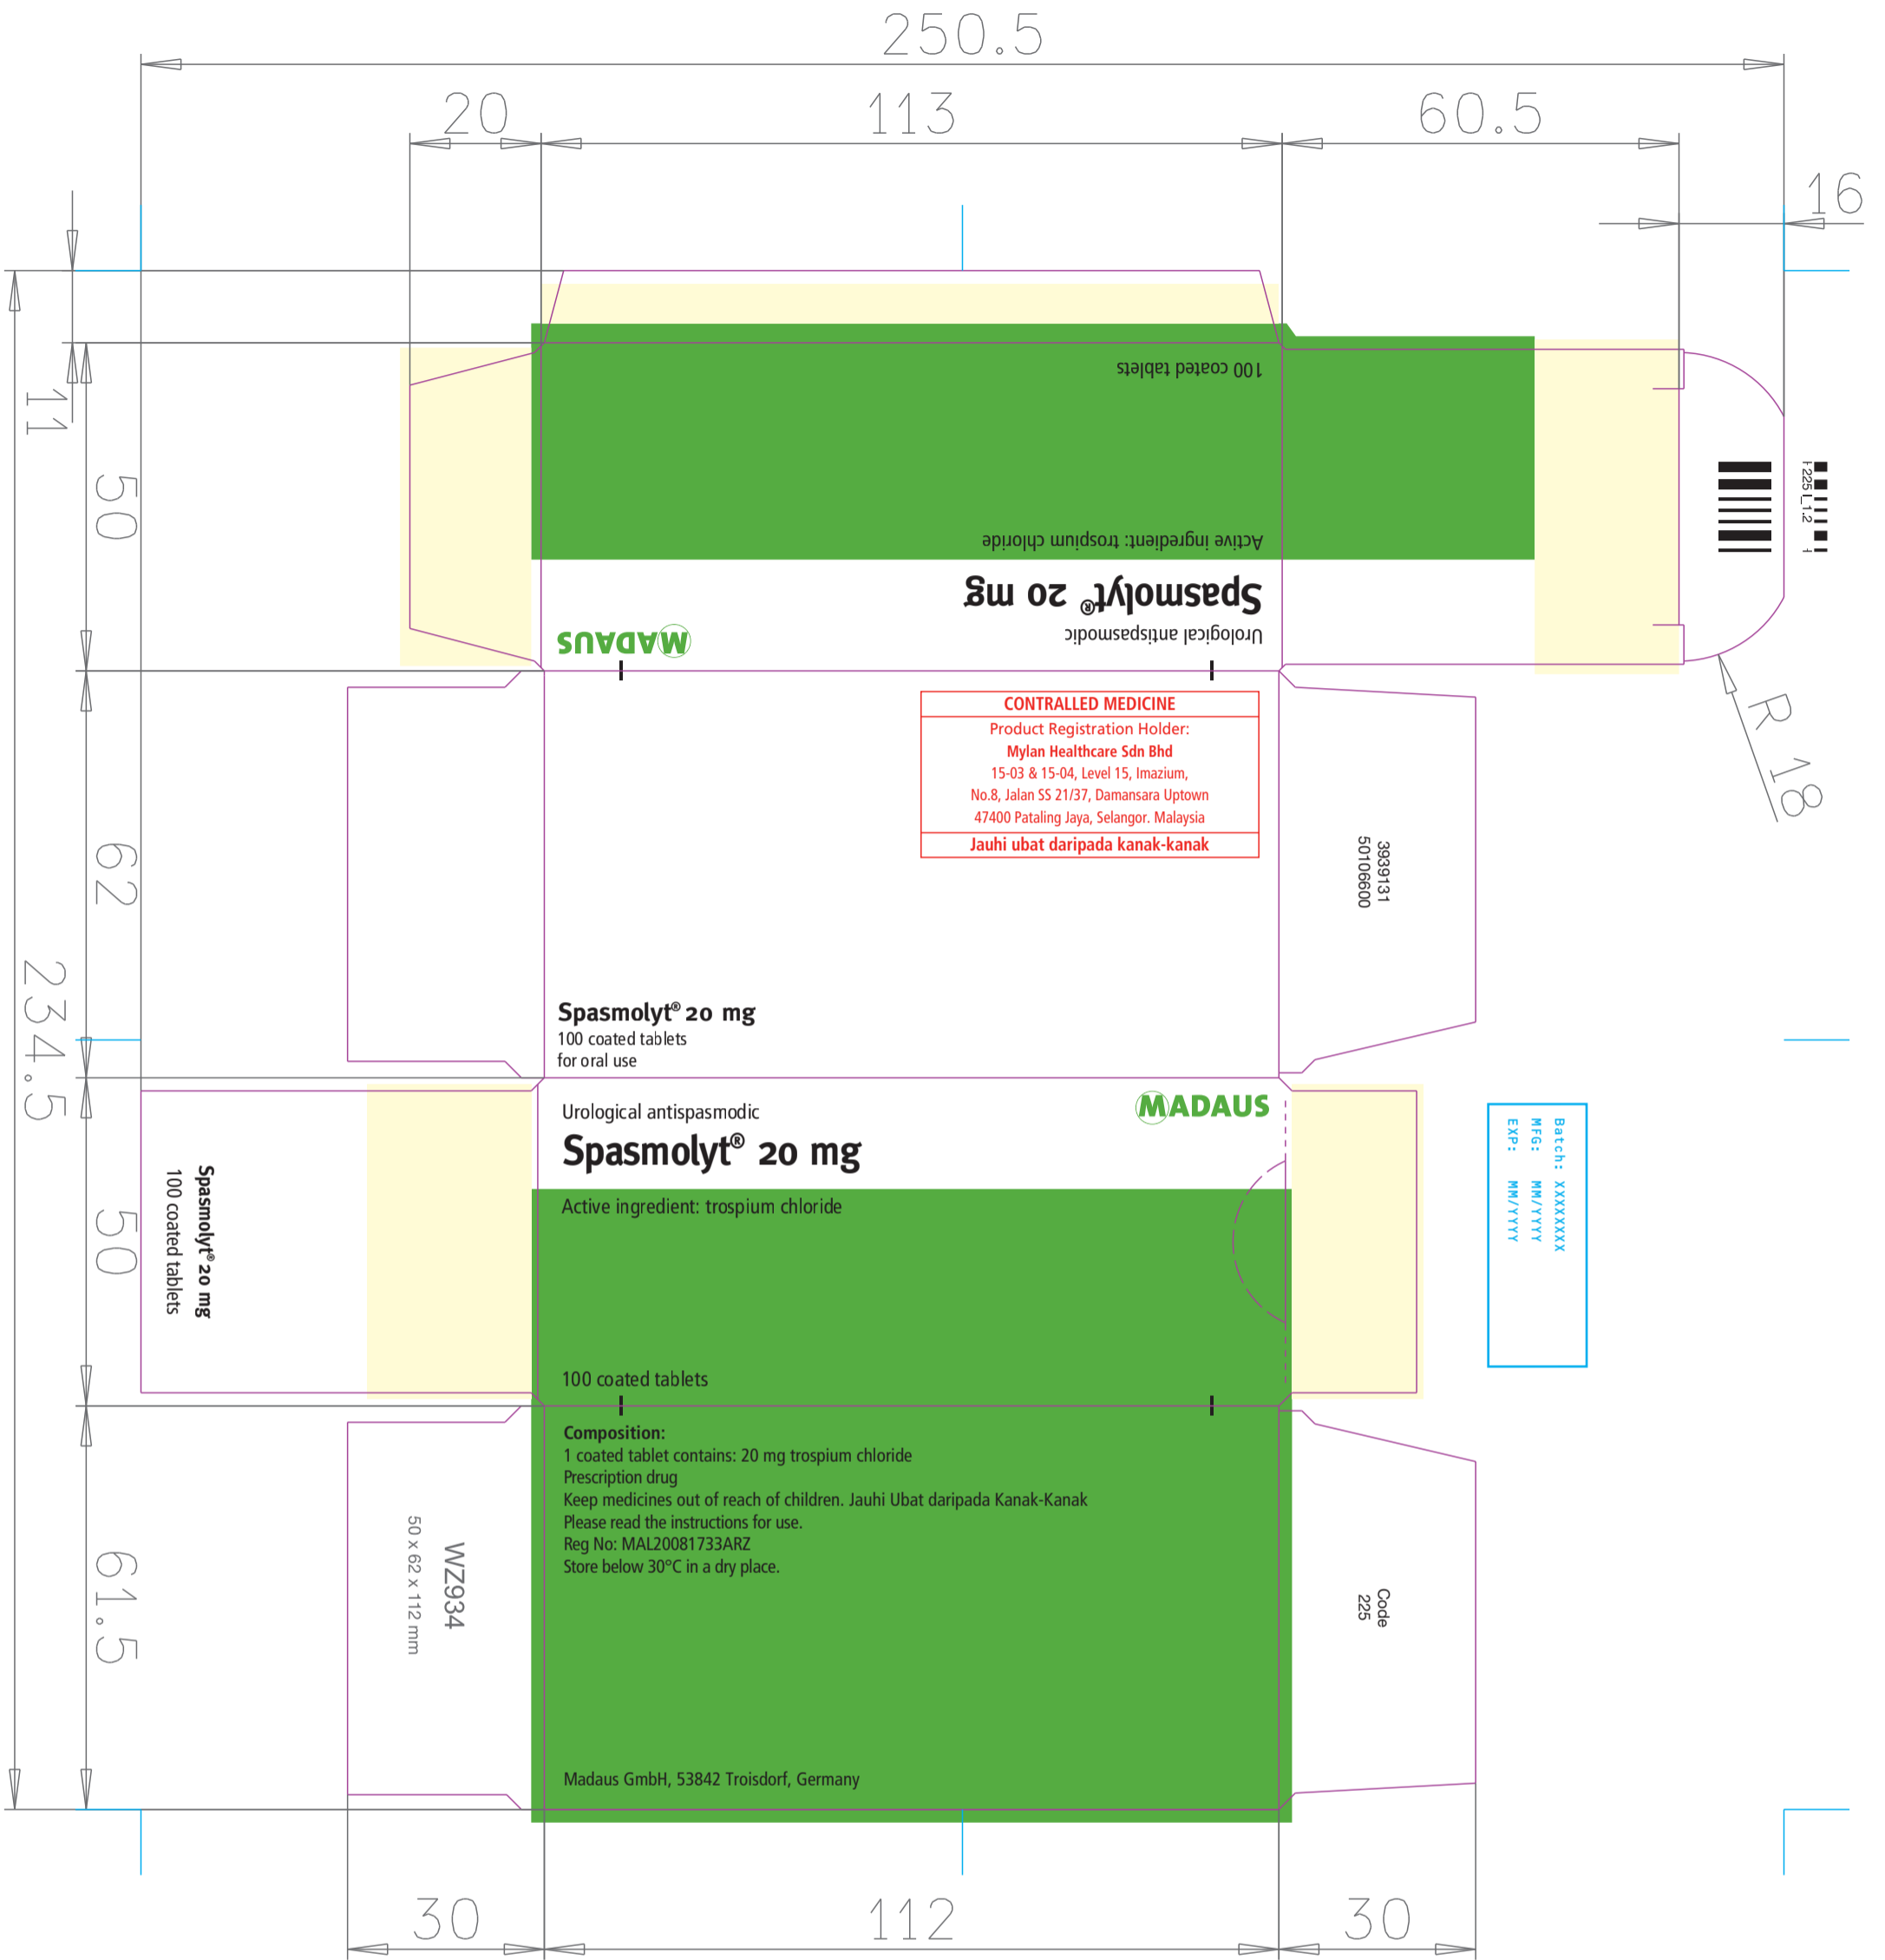 250.5
20
113
60.5
16
11
50
62
234.5
50
61.5
R 18
100 coated tablets
Active ingredient: trospium chloride
Spasmolyt® 20 mg
Urological antispasmodic
MADAUS
225
_1.2
CONTRALLED MEDICINE
Product Registration Holder:
Mylan Healthcare Sdn Bhd
15-03 & 15-04, Level 15, Imazium,
No.8, Jalan SS 21/37, Damansara Uptown
47400 Pataling Jaya, Selangor. Malaysia
Jauhi ubat daripada kanak-kanak
3939131
50106600
Spasmolyt® 20 mg
100 coated tablets
for oral use
Urological antispasmodic
MADAUS
Spasmolyt® 20 mg
Active ingredient: trospium chloride
100 coated tablets
Spasmolyt® 20 mg
100 coated tablets
Batch: XXXXXXXX
MFG: MM/YYYY
EXP: MM/YYYY
Composition:
1 coated tablet contains: 20 mg trospium chloride
Prescription drug
Keep medicines out of reach of children. Jauhi Ubat daripada Kanak-Kanak
Please read the instructions for use.
Reg No: MAL20081733ARZ
Store below 30°C in a dry place.
Madaus GmbH, 53842 Troisdorf, Germany
WZ934
50 x 62 x 112 mm
Code
225
30
112
30